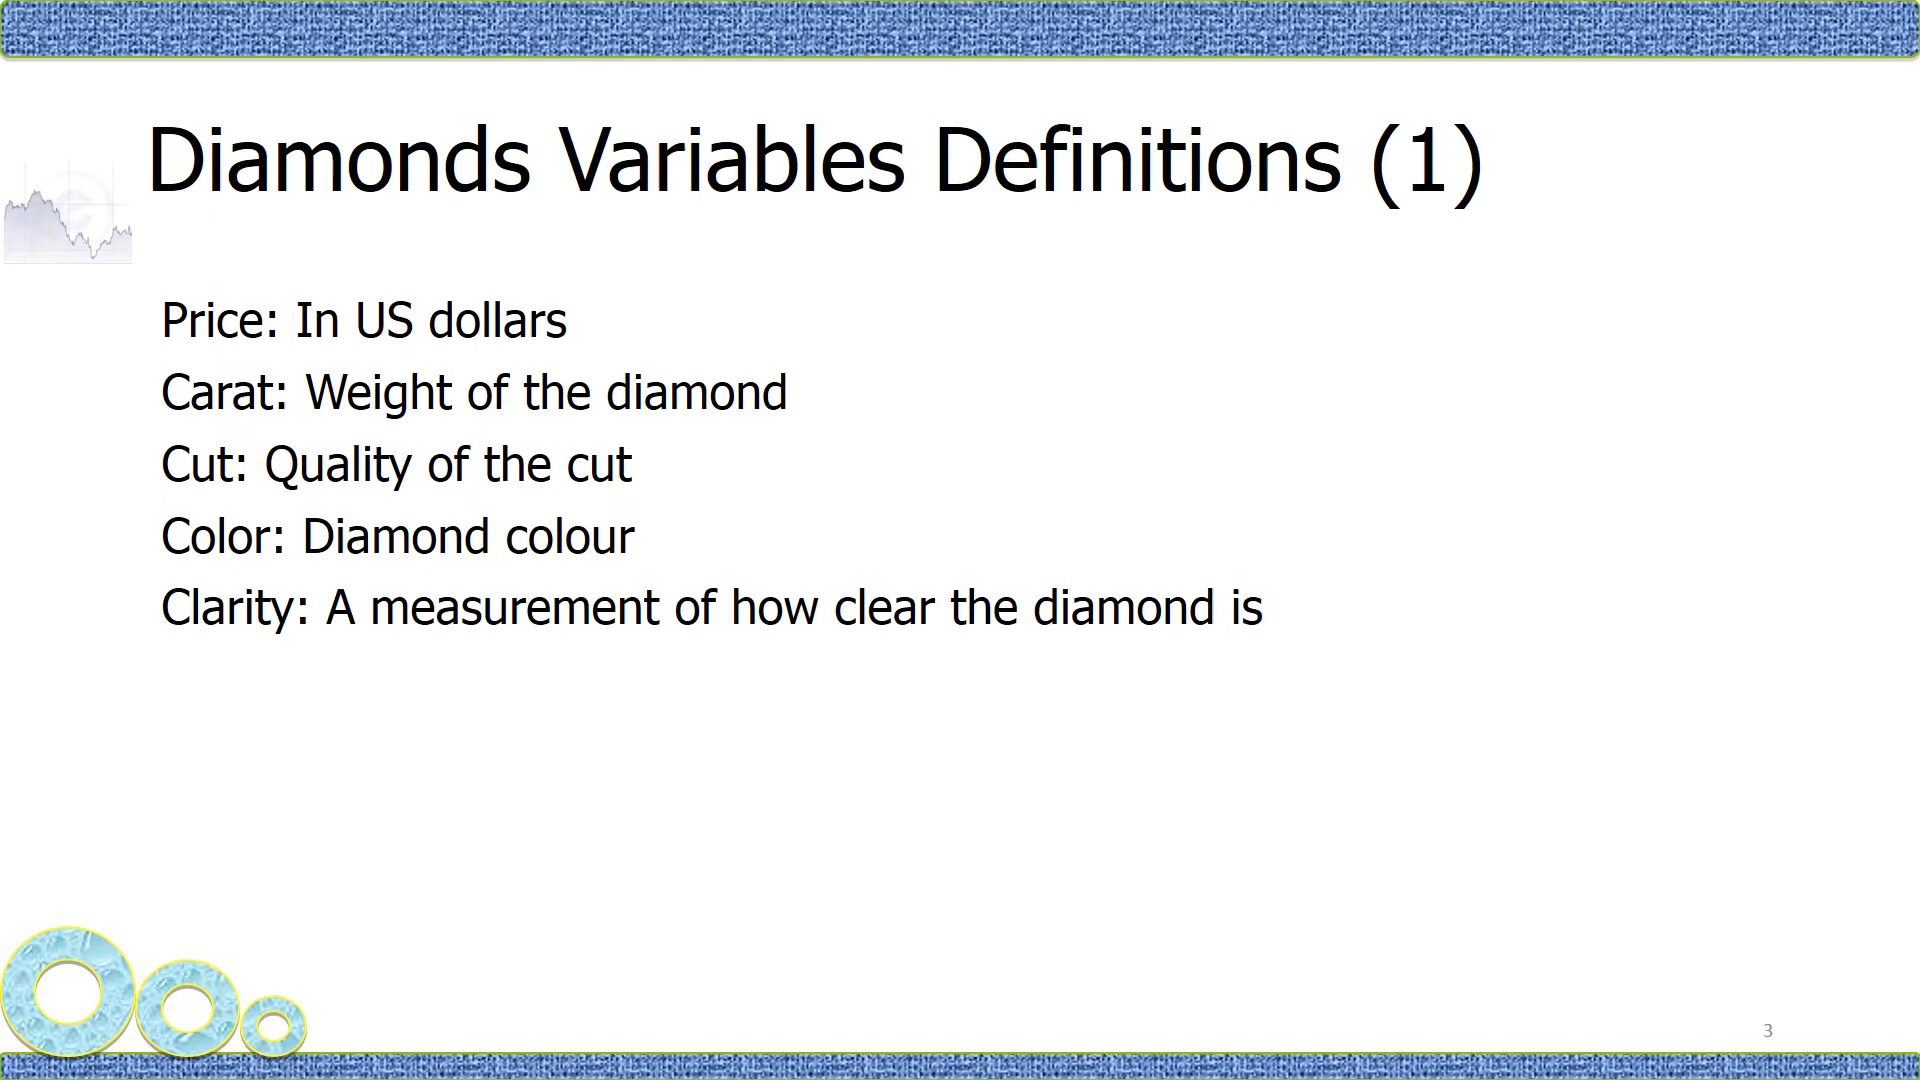 Diamonds Variables Definitions (1)
Price: In US dollars
Carat: Weight of the diamond
Cut: Quality of the cut
Color: Diamond colour
Clarity: A measurement of how clear the diamond is
3